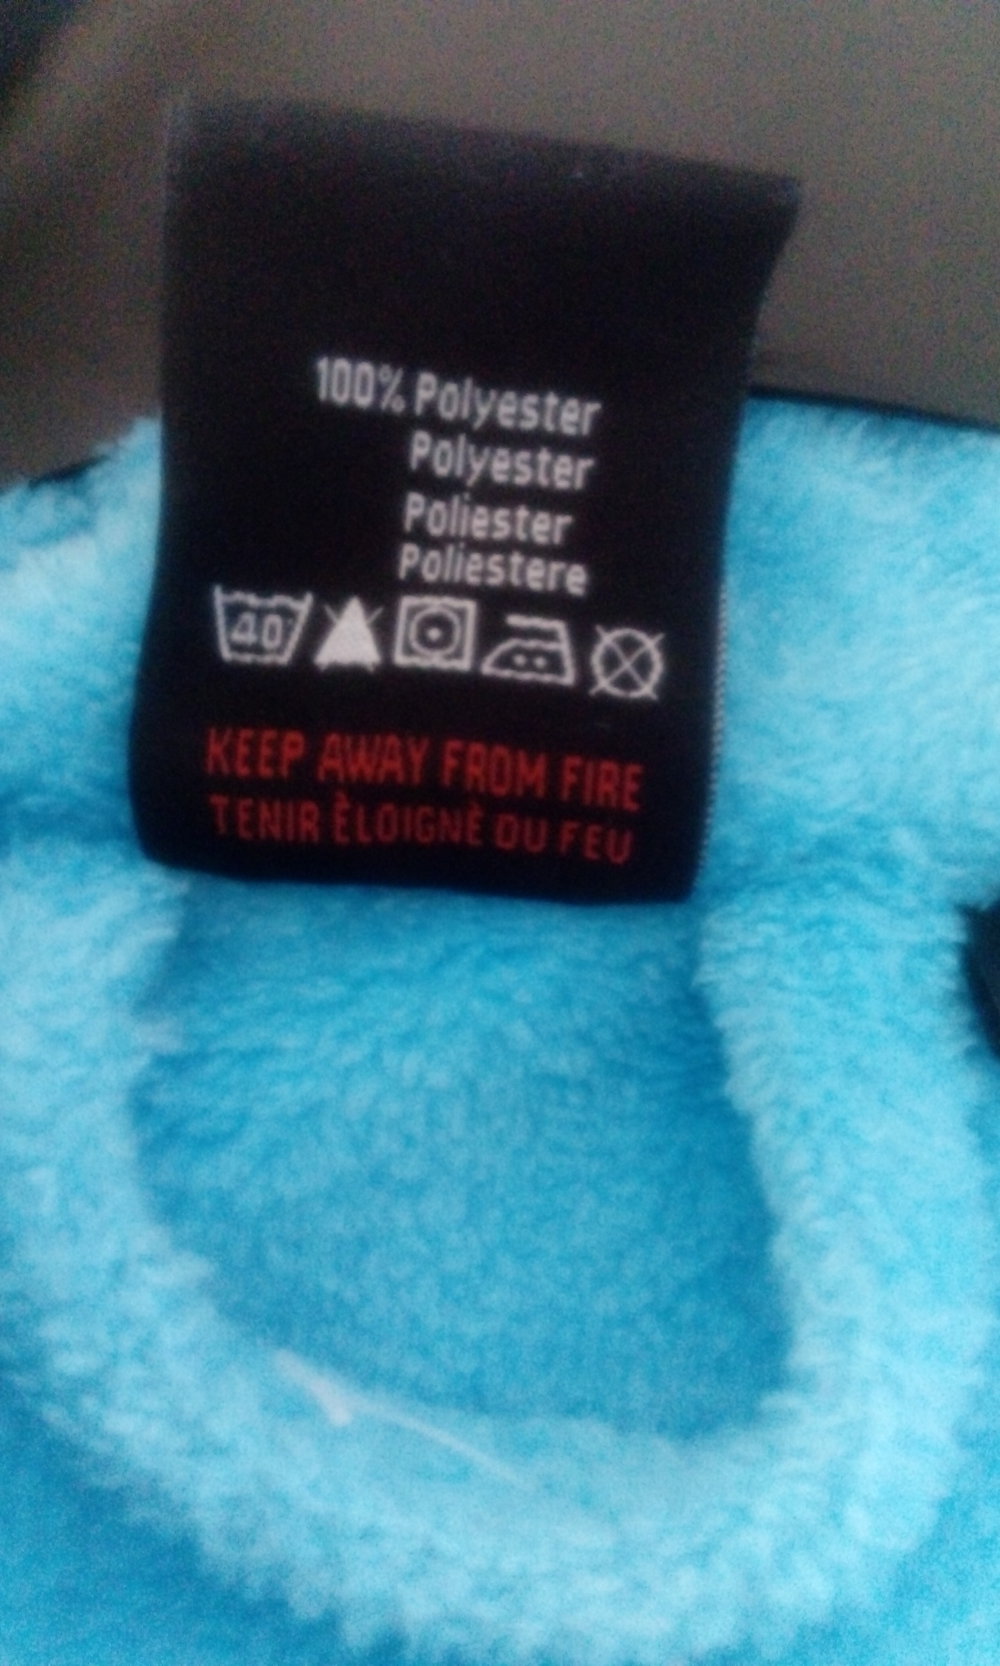 100% Polyester
Polyester
Poliester
Poliestere
40
KEEP AWAY FROM FIRE
TENIR ÈLOIGNÈ DU FEU